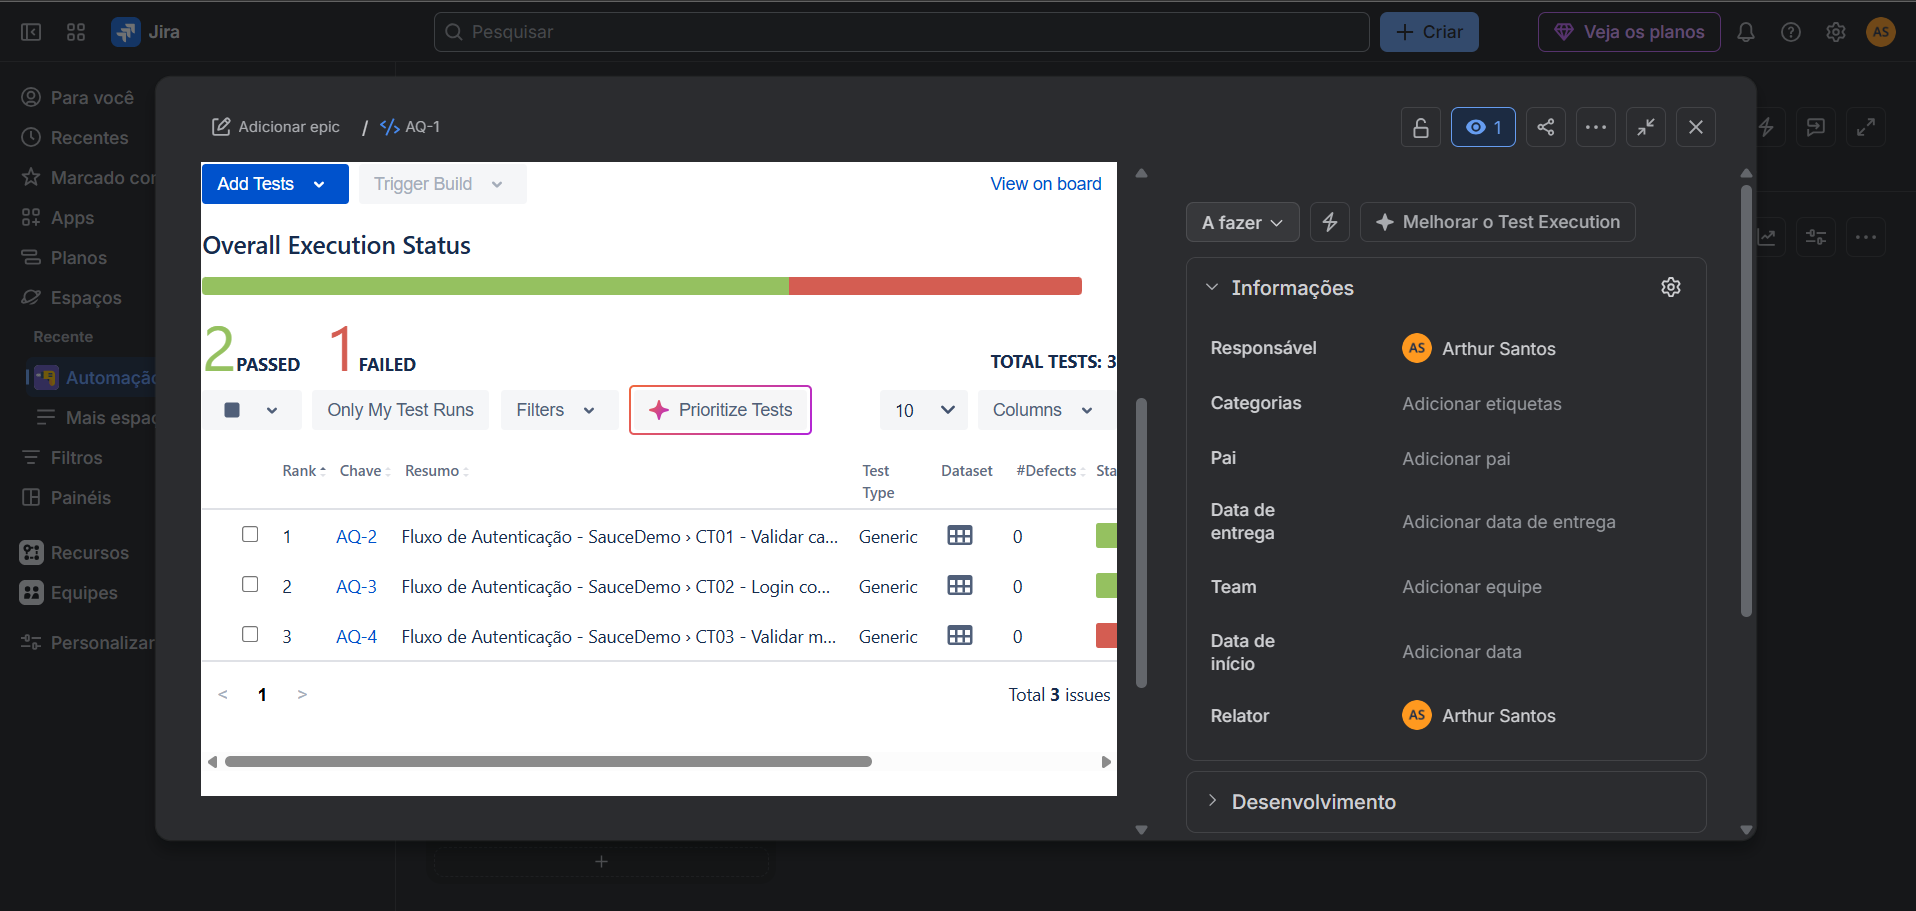 Jira
Pesquisar
Criar
Veja os planos
AS
Para você
Recentes
Marcado com
Apps
Planos
Espaços
Recente
Automação
Mais espaç
Filtros
Painéis
Recursos
Equipes
Personalizar
Adicionar epic
/
AQ-1
1
Add Tests
Trigger Build
View on board
Overall Execution Status
2 PASSED 1 FAILED
TOTAL TESTS: 3
Only My Test Runs
Filters
Prioritize Tests
10
Columns
Rank Chave Resumo Test Type Dataset #Defects Sta
1 AQ-2 Fluxo de Autenticação - SauceDemo › CT01 - Validar ca... Generic 0
2 AQ-3 Fluxo de Autenticação - SauceDemo › CT02 - Login co... Generic 0
3 AQ-4 Fluxo de Autenticação - SauceDemo › CT03 - Validar m... Generic 0
< 1 >
Total 3 issues
A fazer
Melhorar o Test Execution
Informações
Responsável
AS Arthur Santos
Categorias
Adicionar etiquetas
Pai
Adicionar pai
Data de
entrega
Adicionar data de entrega
Team
Adicionar equipe
Data de
início
Adicionar data
Relator
AS Arthur Santos
Desenvolvimento